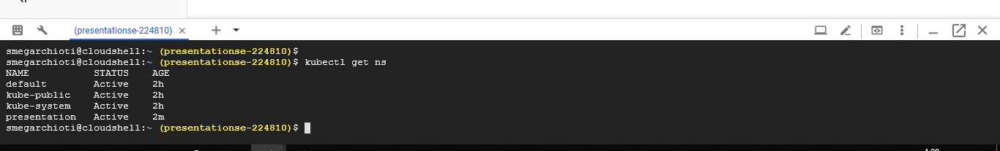 (presentationse-224810)
smegarchioti@cloudshell:~ (presentationse-224810)$
smegarchioti@cloudshell:~ (presentationse-224810)$ kubectl get ns
NAME STATUS AGE
default Active 2h
kube-public Active 2h
kube-system Active 2h
presentation Active 2m
smegarchioti@cloudshell:~ (presentationse-224810)$